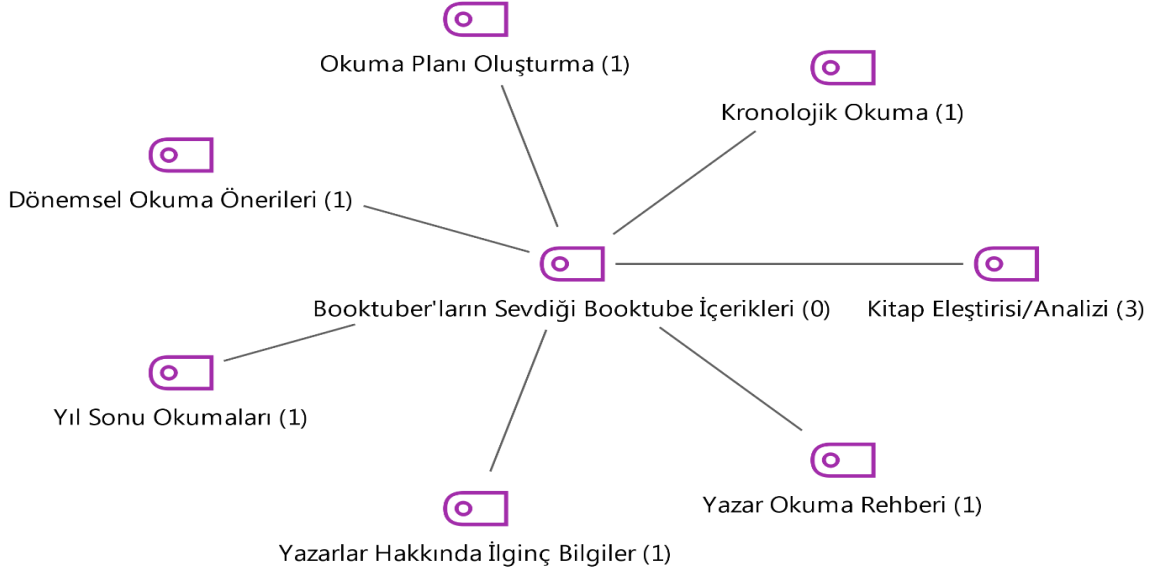 Okuma Planı Oluşturma (1)
Kronolojik Okuma (1)
Dönemsel Okuma Önerileri (1)
Booktuber'ların Sevdiği Booktube İçerikleri (0)
Kitap Eleştirisi/Analizi (3)
Yıl Sonu Okumaları (1)
Yazar Okuma Rehberi (1)
Yazarlar Hakkında İlginç Bilgiler (1)